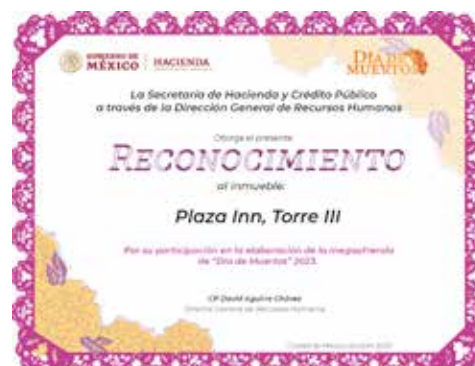 GOBIERNO DE
MÉXICO
HACIENDA
DÍA DE
MUERTOS
La Secretaría de Hacienda y Crédito Público
a través de la Dirección General de Recursos Humanos
Otorga el presente
RECONOCIMIENTO
al inmueble:
Plaza Inn, Torre III
Por su participación en la elaboración de la megaofrenda
de "Día de Muertos" 2023.
CP David Aguirre Chávez
Director General de Recursos Humanos